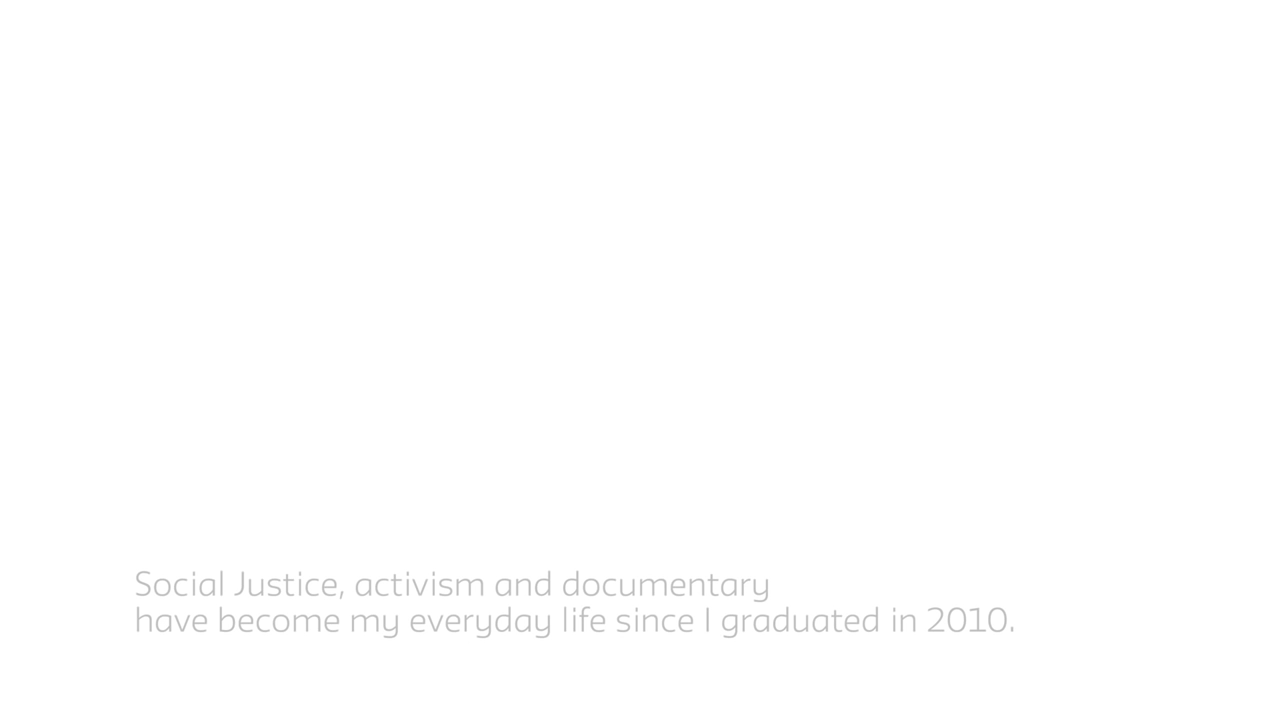 Social Justice, activism and documentary
have become my everyday life since I graduated in 2010.